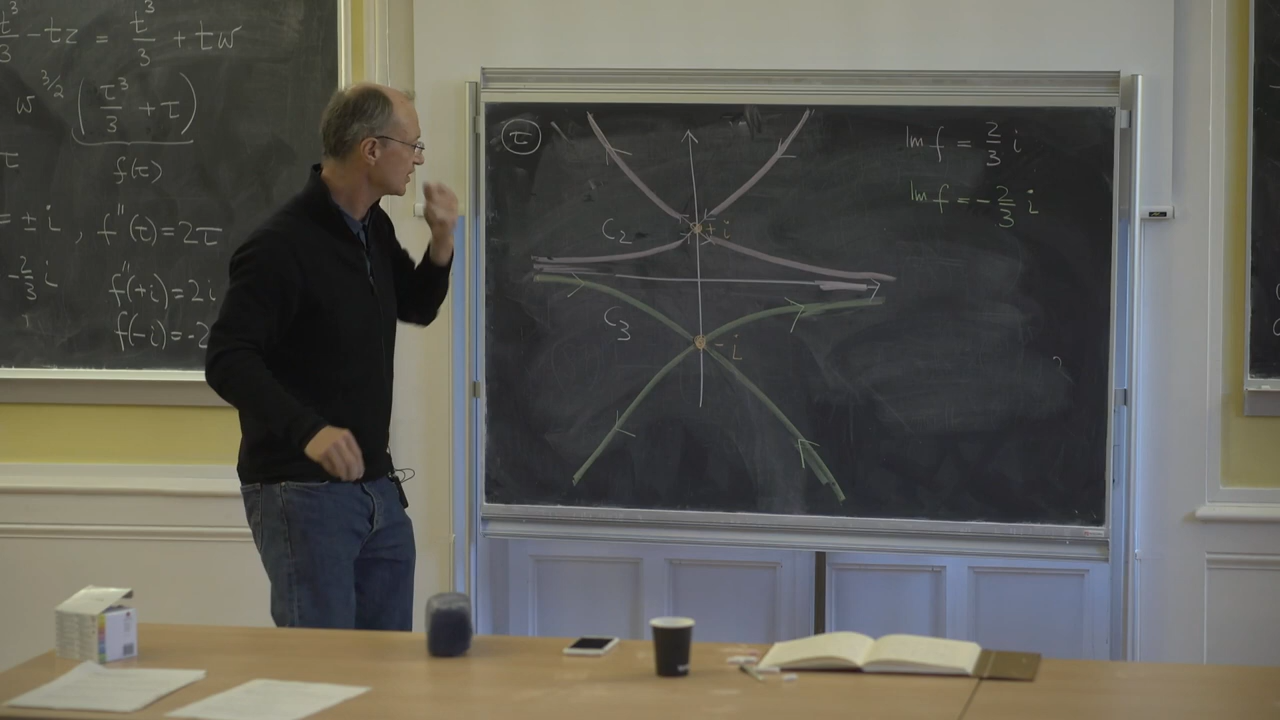 t³/3 - tz = t³/3 + tw
w^{3/2} (τ³/3 + τ)
τ
f(τ)
= ± i , f''(τ) = 2τ
-2/3 i
f''(+i) = 2i
f''(-i) = -2
τ
+i
C₂
C₃
-i
Im f = 2/3 i
Im f = -2/3 i